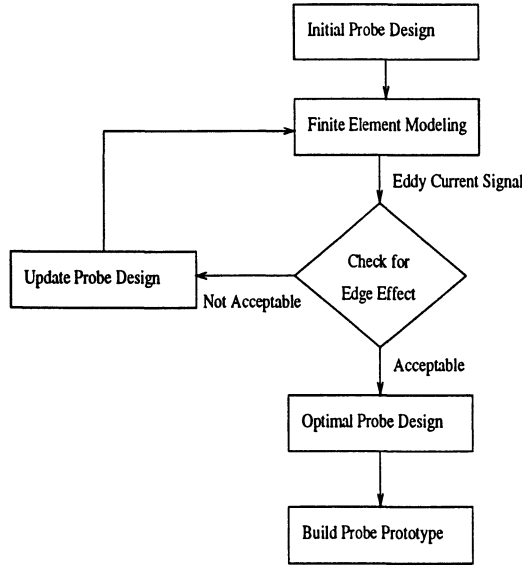 Initial Probe Design
Finite Element Modeling
Eddy Current Signal
Check for
Edge Effect
Update Probe Design
Not Acceptable
Acceptable
Optimal Probe Design
Build Probe Prototype